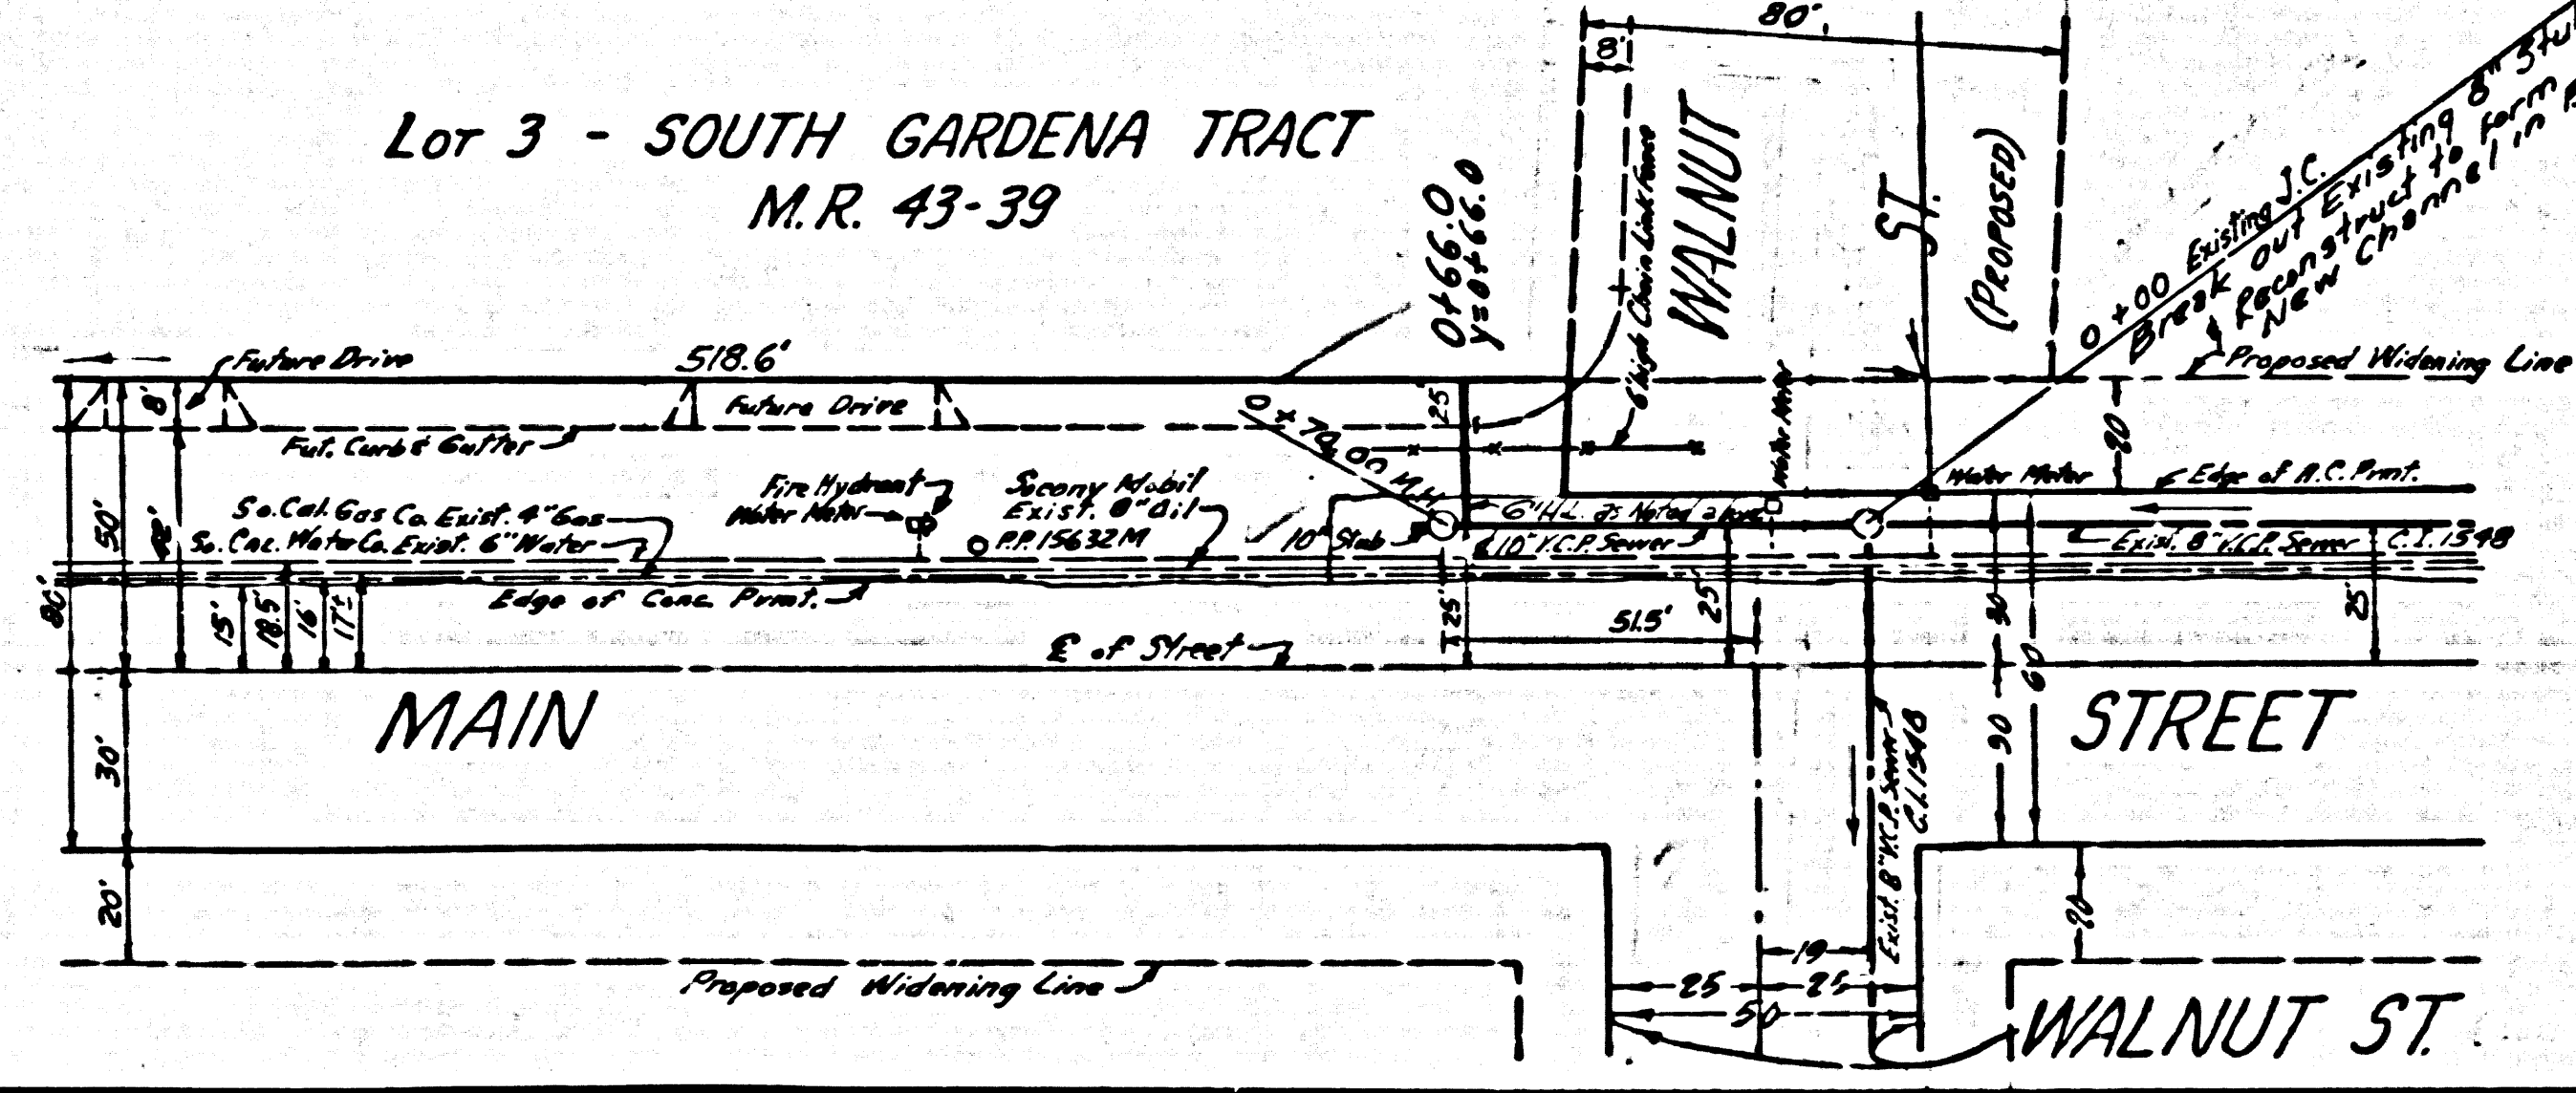 80'
8'
LOT 3 - SOUTH GARDENA TRACT
M.R. 43-39
0+66.0
y=0+66.0
6' high Chain Link Fence
WALNUT
ST.
(PROPOSED)
0+00 Existing J.C.
Break out Existing 8"
Reconstruct to form
New Channel in
Future Drive
518.6'
Proposed Widening Line
8'
Future Drive
25
Water Meter
20
Fut. Curb & Gutter
Fire Hydrant
Water Meter
Socony Mobil
Exist. 8" Oil
M.H.
Water Meter
Edge of A.C. Pvmt.
50'
So. Cal. Gas Co. Exist. 4" Gas
So. Cal. Water Co. Exist. 6" Water
P.P. 15632M
10" Slab
6" H.L. as Noted above
10" V.C.P. Sewer
Exist. 8" V.C.P. Sewer C.I. 1548
80'
Edge of Conc. Pvmt.
15'
18.5'
16'
17'±
25'
51.5'
25'
30
60
25'
℄ of Street
MAIN
STREET
30'
90
Exist. 8" V.C.P. Sewer
C.I. 1548
20'
20
Proposed Widening Line
19
25
25
50
WALNUT ST.